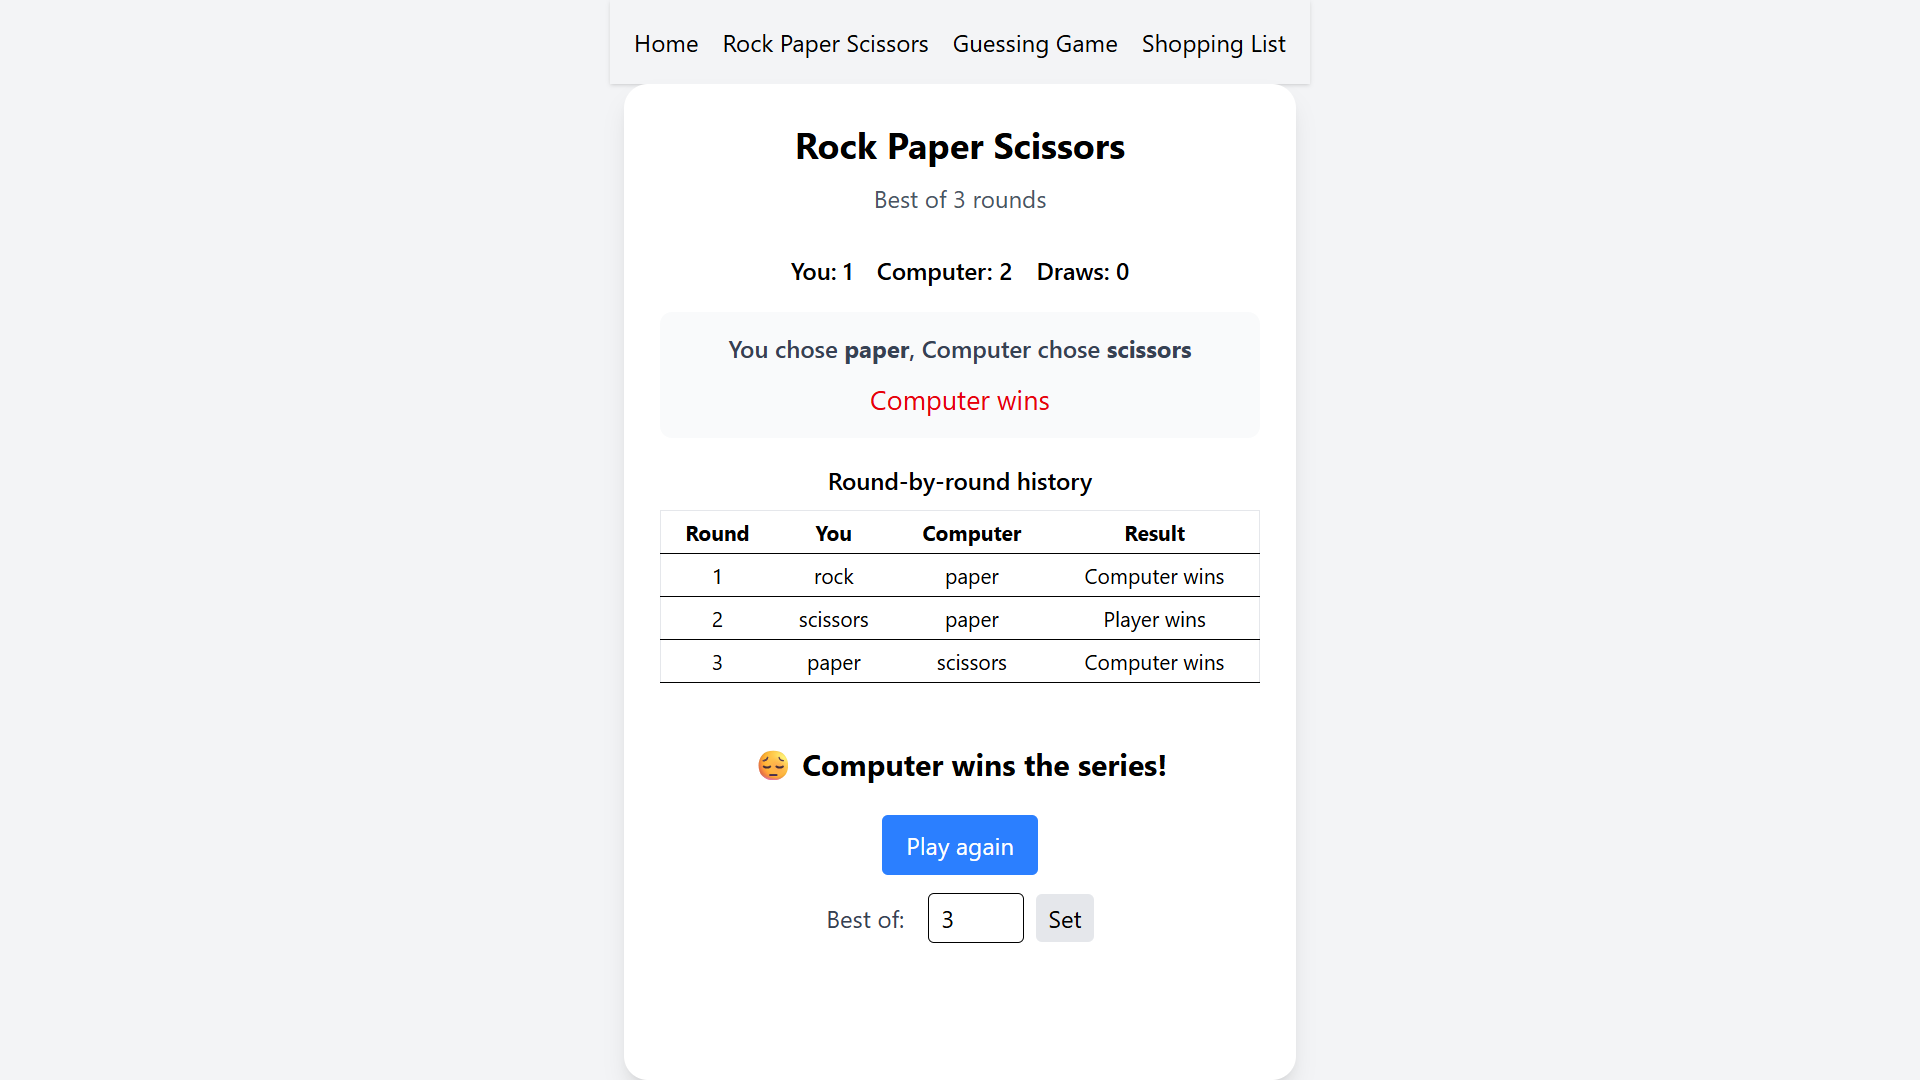 Home Rock Paper Scissors Guessing Game Shopping List
Rock Paper Scissors
Best of 3 rounds
You: 1 Computer: 2 Draws: 0
You chose paper, Computer chose scissors
Computer wins
Round-by-round history
Round You Computer Result
1 rock paper Computer wins
2 scissors paper Player wins
3 paper scissors Computer wins
😔 Computer wins the series!
Play again
Best of: 3 Set